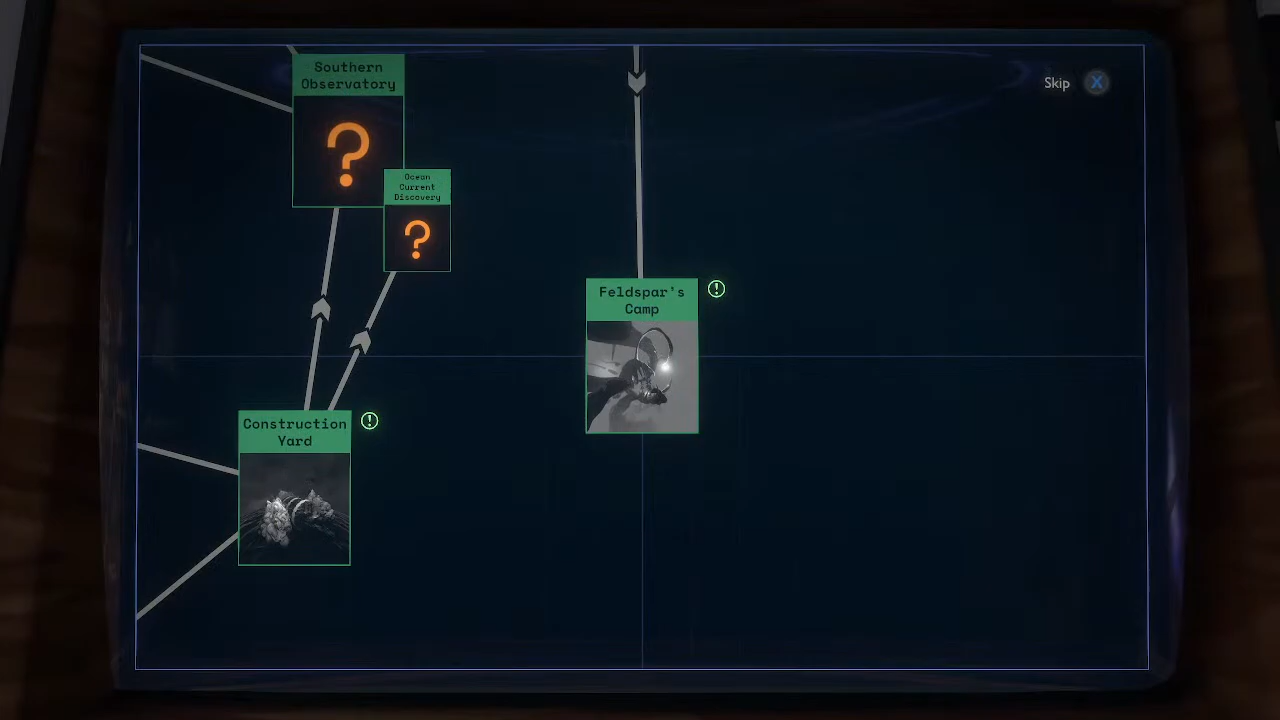 Southern
Observatory
?
Skip X
Ocean
Current
Discovery
?
Feldspar's
Camp
!
Construction
Yard
!